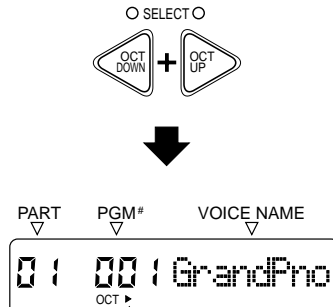 SELECT
OCT DOWN + OCT UP
PART PGM# VOICE NAME
01 001 GrandPno
OCT